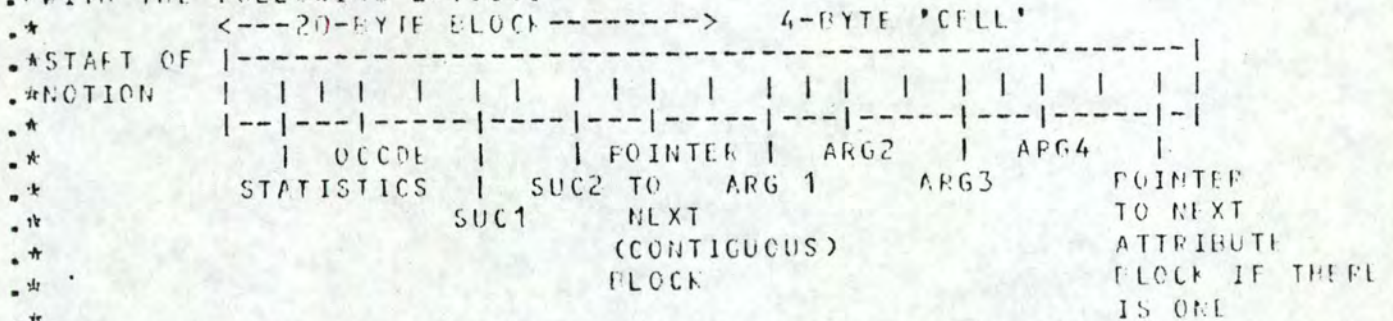 .* <---20-BYTE BLOCK--------> 4-BYTE 'CELL'
.*START OF |--------------------------------------------------|
.*NOTION | | | | | | | | | | | | | | | | | | |
.* |--|---|-----|----|---|-----|---|-----|---|-----|-|
.* | OCCDE | | POINTER | ARG2 | ARG4 |
.* STATISTICS | SUC2 TO ARG 1 ARG3 POINTER
.* SUC1 NEXT TO NEXT
.* (CONTIGUOUS) ATTRIBUTE
.* BLOCK BLOCK IF THERE
.* IS ONE